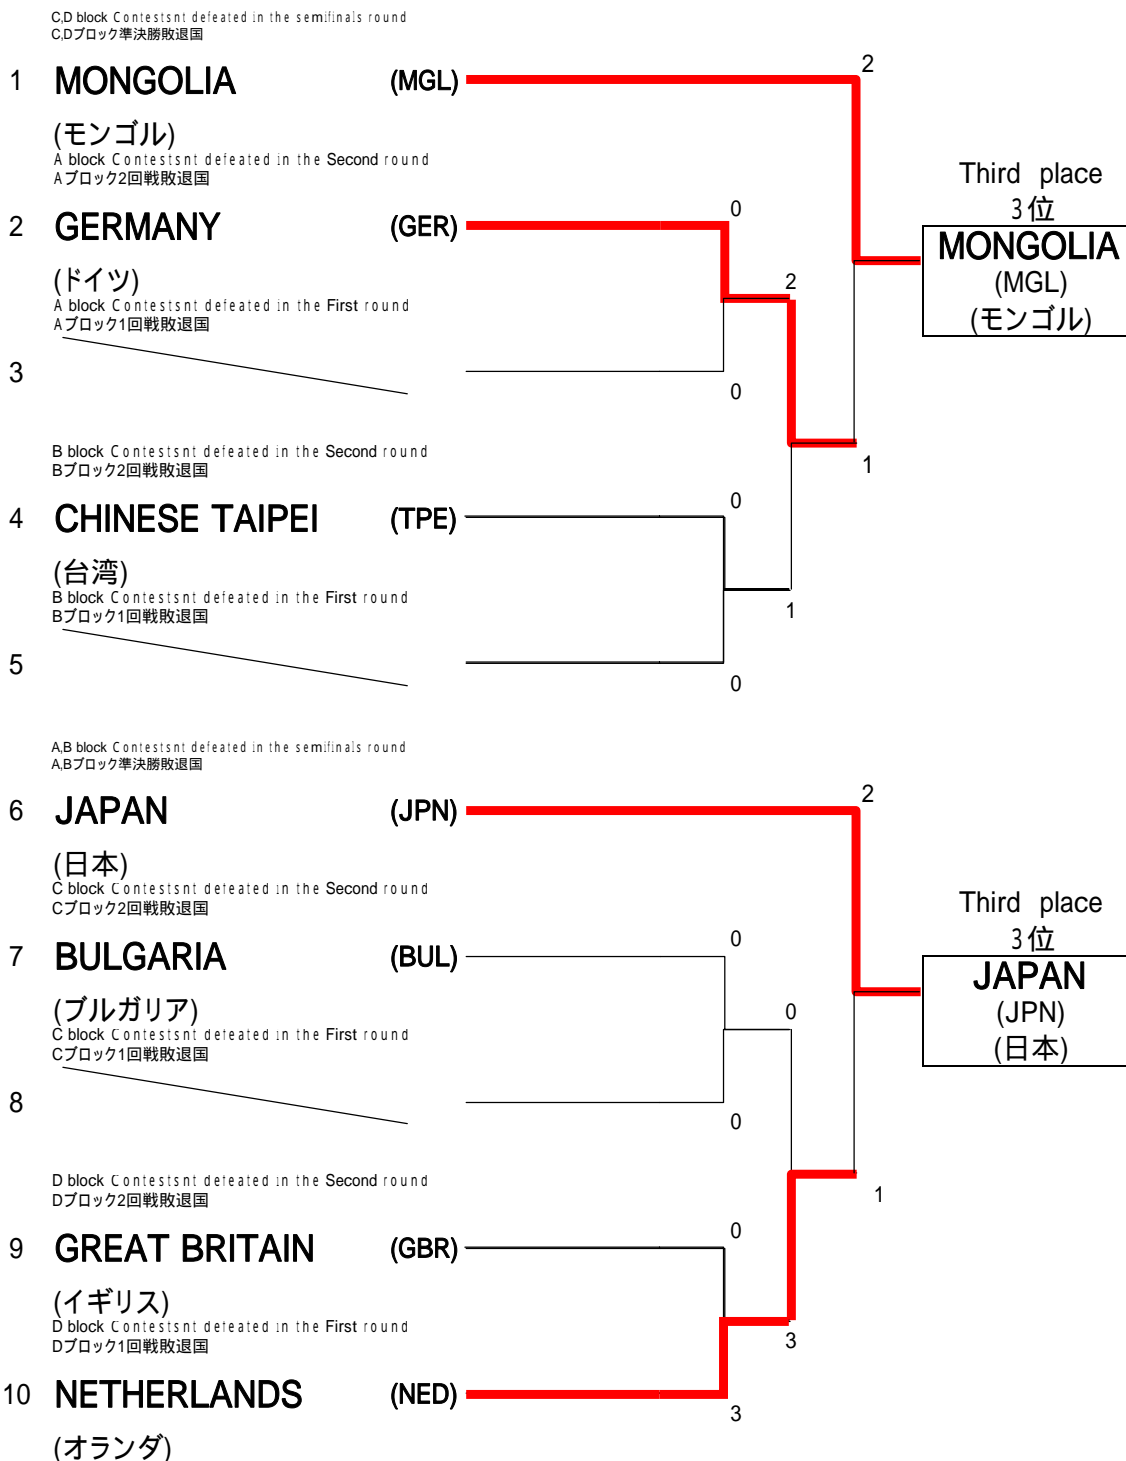 C,D block Contestsnt defeated in the semifinals round
C,Dブロック準決勝敗退国
2
1 MONGOLIA (MGL)
(モンゴル)
A block Contestsnt defeated in the Second round
Aブロック2回戦敗退国
Third place
3位
0
2 GERMANY (GER)
MONGOLIA
(MGL)
(モンゴル)
(ドイツ)
2
A block Contestsnt defeated in the First round
Aブロック1回戦敗退国
3
0
B block Contestsnt defeated in the Second round
Bブロック2回戦敗退国
1
0
4 CHINESE TAIPEI (TPE)
(台湾)
B block Contestsnt defeated in the First round
Bブロック1回戦敗退国
1
5
0
A,B block Contestsnt defeated in the semifinals round
A,Bブロック準決勝敗退国
2
6 JAPAN (JPN)
(日本)
C block Contestsnt defeated in the Second round
Cブロック2回戦敗退国
Third place
3位
0
7 BULGARIA (BUL)
JAPAN
(JPN)
(日本)
(ブルガリア)
0
C block Contestsnt defeated in the First round
Cブロック1回戦敗退国
8
0
D block Contestsnt defeated in the Second round
Dブロック2回戦敗退国
1
0
9 GREAT BRITAIN (GBR)
(イギリス)
D block Contestsnt defeated in the First round
Dブロック1回戦敗退国
3
10 NETHERLANDS (NED)
3
(オランダ)